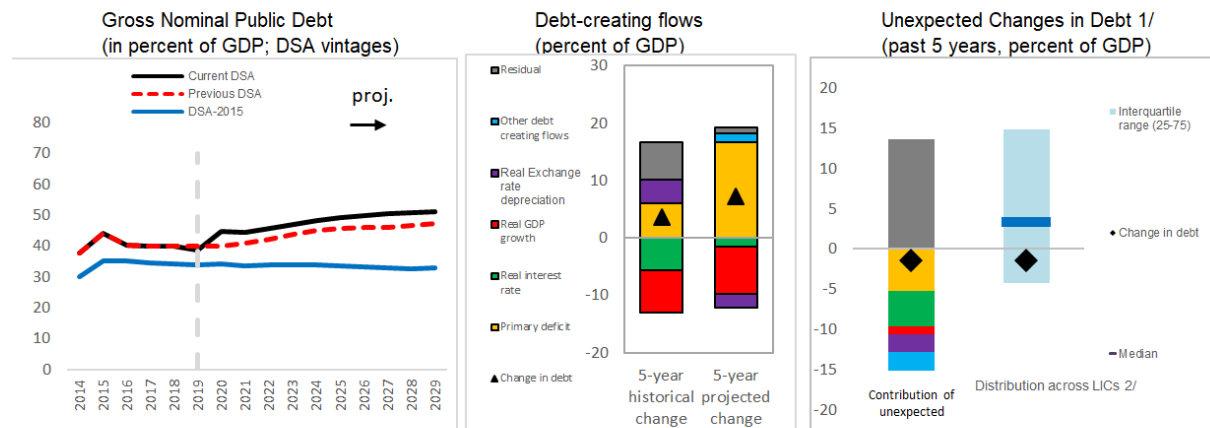 Gross Nominal Public Debt
(in percent of GDP; DSA vintages)
Current DSA
Previous DSA
DSA-2015
proj.
80
70
60
50
40
30
20
10
0
2014
2015
2016
2017
2018
2019
2020
2021
2022
2023
2024
2025
2026
2027
2028
2029
Debt-creating flows
(percent of GDP)
Residual
Other debt
creating flows
Real Exchange
rate
depreciation
Real GDP
growth
Real interest
rate
Primary deficit
Change in debt
30
20
10
0
-10
-20
5-year
historical
change
5-year
projected
change
Unexpected Changes in Debt 1/
(past 5 years, percent of GDP)
20
15
10
5
0
-5
-10
-15
-20
Interquartile
range (25-75)
Change in debt
Median
Contribution of
unexpected
Distribution across LICs 2/